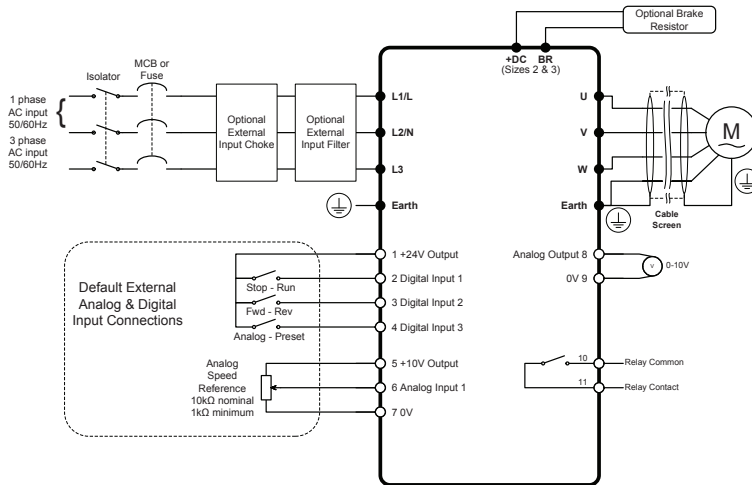 Optional Brake
Resistor
+DC BR
(Sizes 2 & 3)
MCB or
Fuse
Isolator
1 phase
AC input
50/60Hz
{
3 phase
AC input
50/60Hz
Optional
External
Input Choke
Optional
External
Input Filter
L1/L
L2/N
L3
Earth
U
V
W
Earth
M
Cable
Screen
Default External
Analog & Digital
Input Connections
Stop - Run
Fwd - Rev
Analog - Preset
Analog
Speed
Reference
10kΩ nominal
1kΩ minimum
1 +24V Output
2 Digital Input 1
3 Digital Input 2
4 Digital Input 3
5 +10V Output
6 Analog Input 1
7 0V
Analog Output 8
0V 9
V
0-10V
10
Relay Common
11
Relay Contact